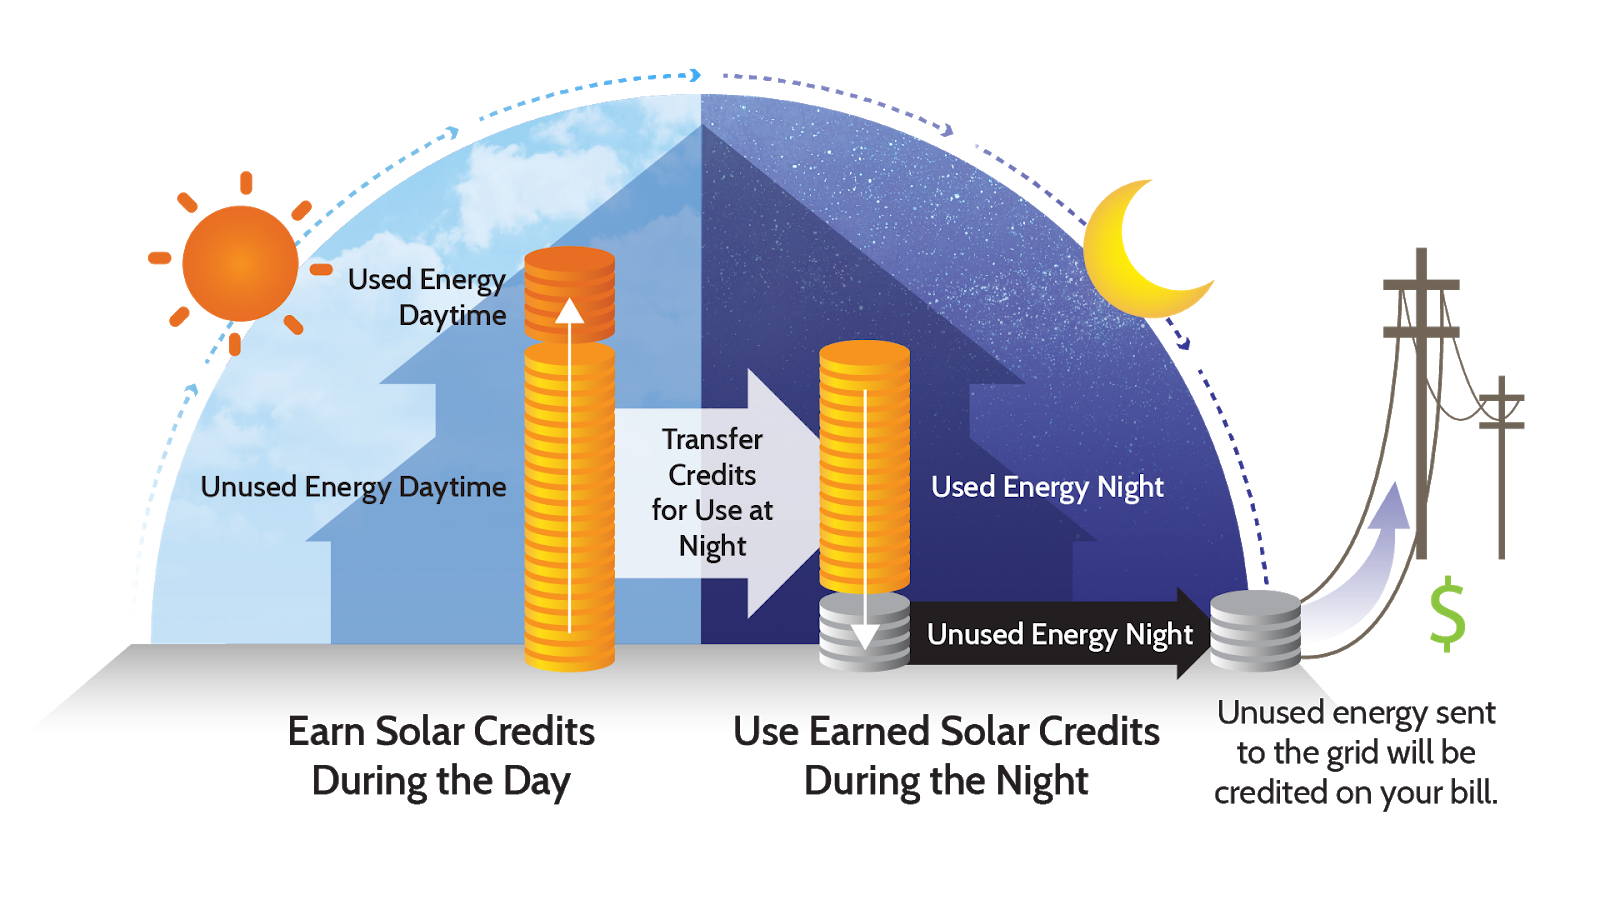 Used Energy
Daytime
Unused Energy Daytime
Transfer
Credits
for Use at
Night
Used Energy Night
Unused Energy Night
$
Earn Solar Credits
During the Day
Use Earned Solar Credits
During the Night
Unused energy sent
to the grid will be
credited on your bill.